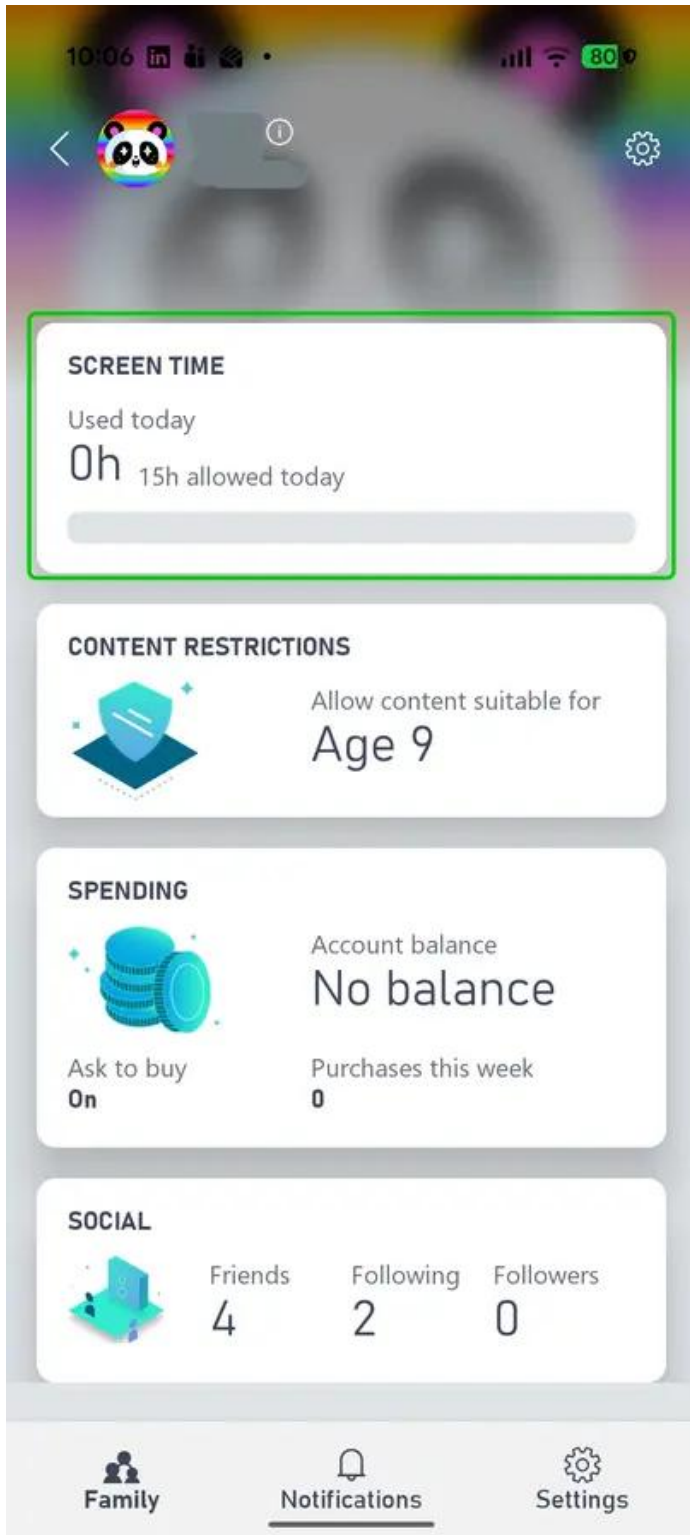 10:06 in 80
SCREEN TIME
Used today
0h 15h allowed today
CONTENT RESTRICTIONS
Allow content suitable for
Age 9
SPENDING
Account balance
No balance
Ask to buy Purchases this week
On 0
SOCIAL
Friends Following Followers
4 2 0
Family Notifications Settings